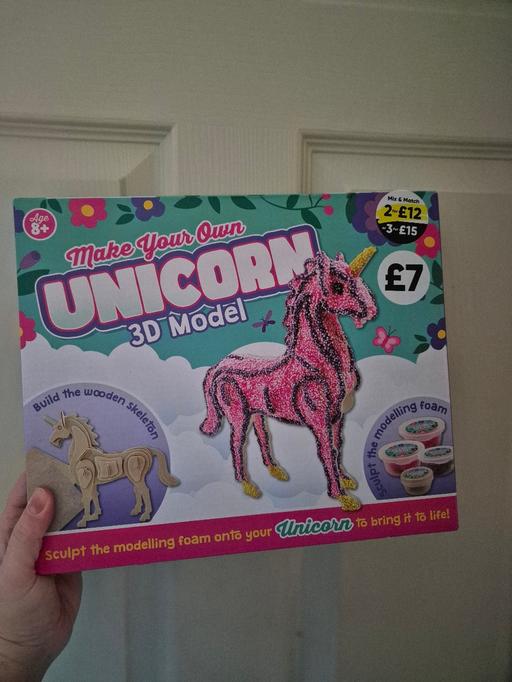 Age
8+
Make Your Own
UNICORN
3D Model
Mix & Match
2~£12
~3~£15
£7
Build the wooden skeleton
Sculpt the modelling foam
Sculpt the modelling foam onto your Unicorn to bring it to life!